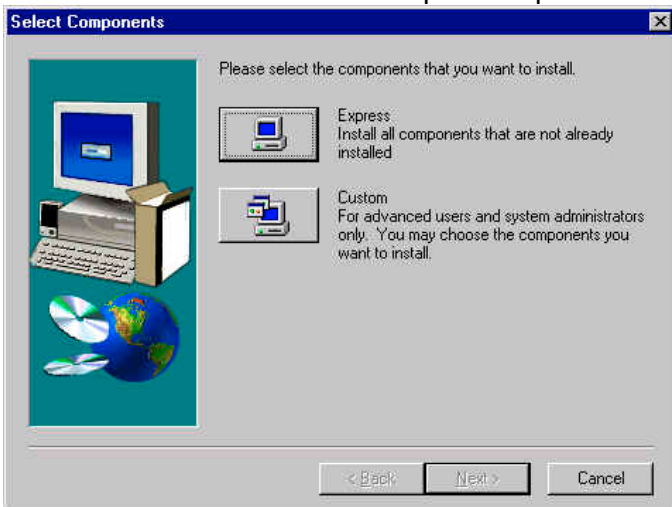 Select Components
Please select the components that you want to install.
Express
Install all components that are not already
installed
Custom
For advanced users and system administrators
only. You may choose the components you
want to install.
< Back
Next >
Cancel